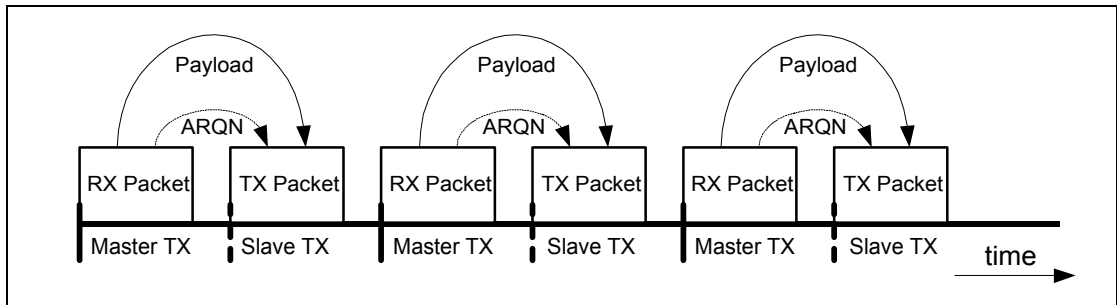 Payload
Payload
Payload
ARQN
ARQN
ARQN
RX Packet
TX Packet
RX Packet
TX Packet
RX Packet
TX Packet
Master TX
Slave TX
Master TX
Slave TX
Master TX
Slave TX
time